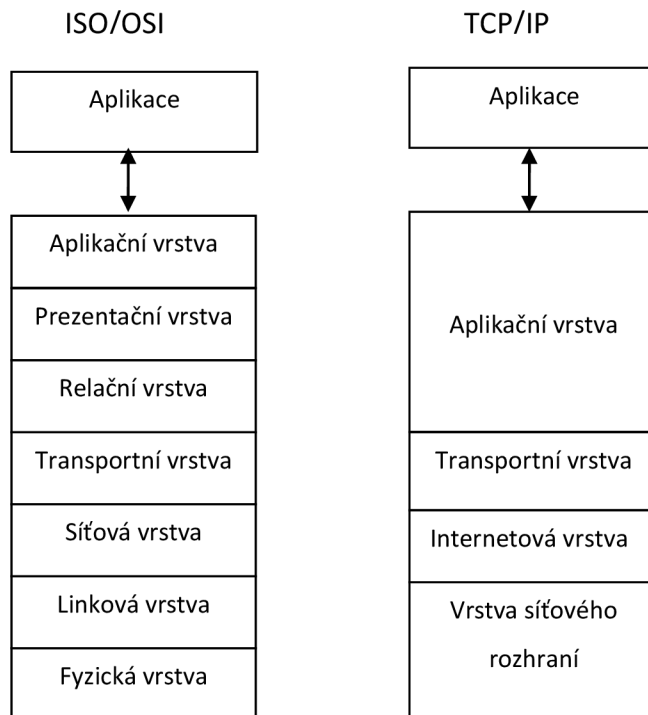 ISO/OSI
Aplikace
Aplikační vrstva
Prezentační vrstva
Relační vrstva
Transportní vrstva
Síťová vrstva
Linková vrstva
Fyzická vrstva
TCP/IP
Aplikace
Aplikační vrstva
Transportní vrstva
Internetová vrstva
Vrstva síťového
rozhraní